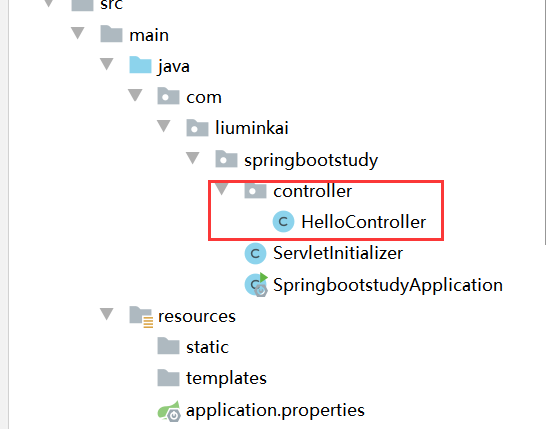 src
main
java
com
liuminkai
springbootstudy
controller
HelloController
ServletInitializer
SpringbootstudyApplication
resources
static
templates
application.properties